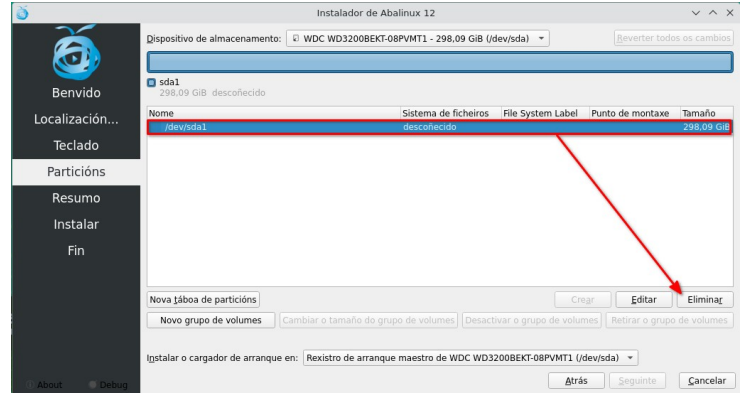 Instalador de Abalinux 12
Dispositivo de almacenamento: WDC WD3200BEKT-08PVMT1 - 298,09 GiB (/dev/sda) Reverter todos os cambios
sda1
298,09 GiB descoñecido
Benvido
Localización...
Teclado
Particións
Resumo
Instalar
Fin
Nome Sistema de ficheiros File System Label Punto de montaxe Tamaño
/dev/sda1 descoñecido 298,09 GiB
Nova táboa de particións Crear Editar Eliminar
Novo grupo de volumes Cambiar o tamaño do grupo de volumes Desactivar o grupo de volumes Retirar o grupo de volumes
Instalar o cargador de arranque en: Rexistro de arranque maestro de WDC WD3200BEKT-08PVMT1 (/dev/sda)
About Debug
Atrás Seguinte Cancelar